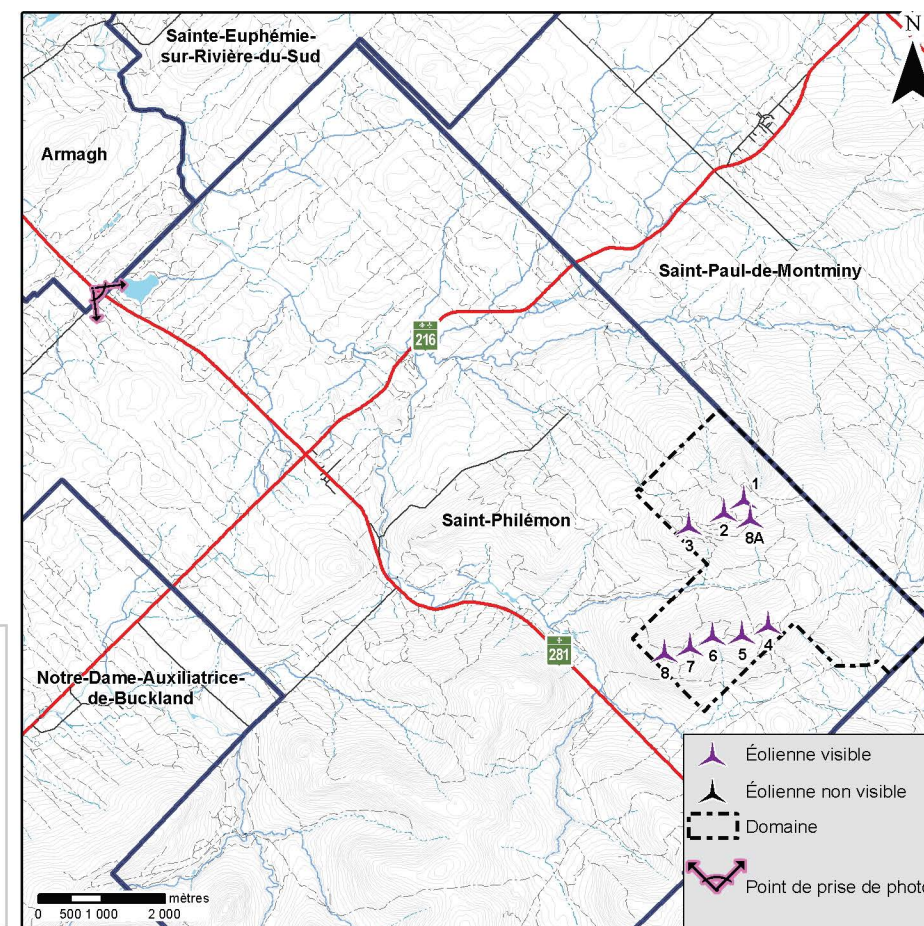 N
Sainte-Euphémie-
sur-Rivière-du-Sud
Armagh
Saint-Paul-de-Montminy
216
1
2
8A
3
Saint-Philémon
4
5
6
7
8
281
Notre-Dame-Auxiliatrice-
de-Buckland
Éolienne visible
Éolienne non visible
Domaine
Point de prise de photo
mètres
0 500 1 000 2 000